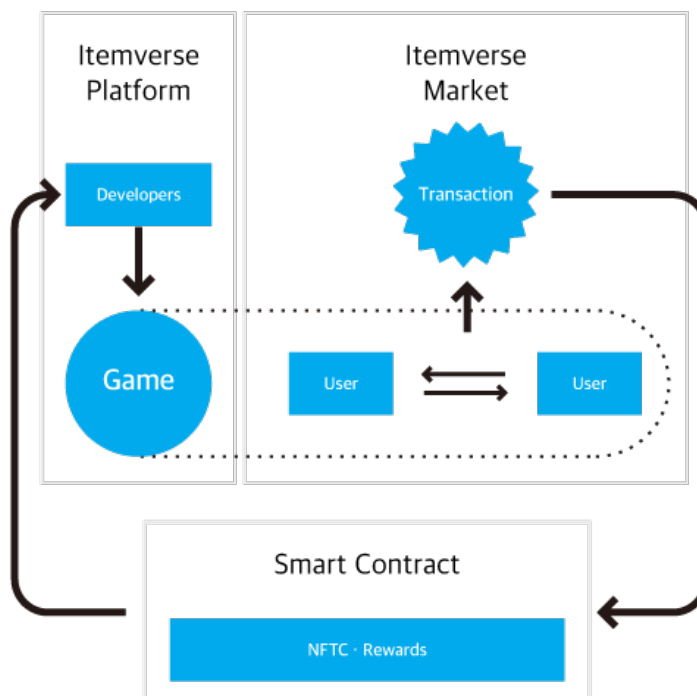 Itemverse
Platform
Itemverse
Market
Developers
Transaction
Game
User
User
Smart Contract
NFTC · Rewards